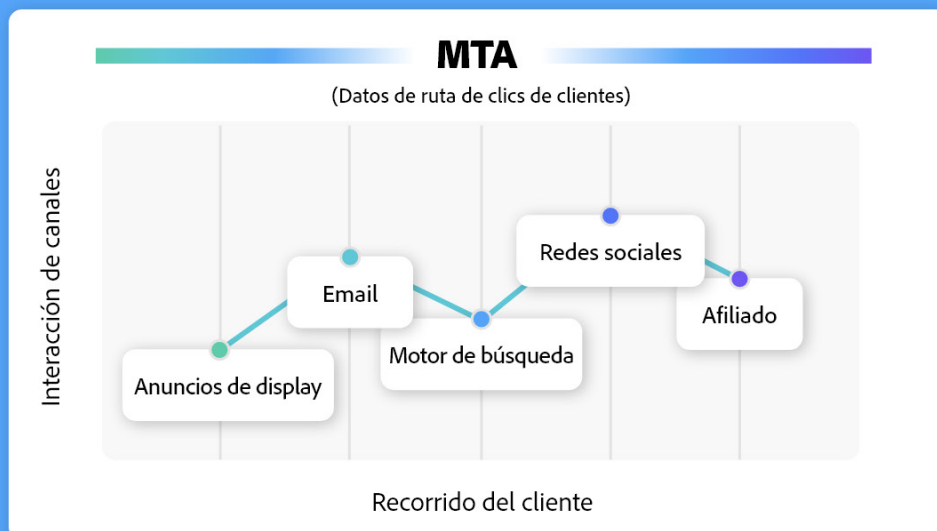 MTA
(Datos de ruta de clics de clientes)
Interacción de canales
Redes sociales
Email
Afiliado
Motor de búsqueda
Anuncios de display
Recorrido del cliente